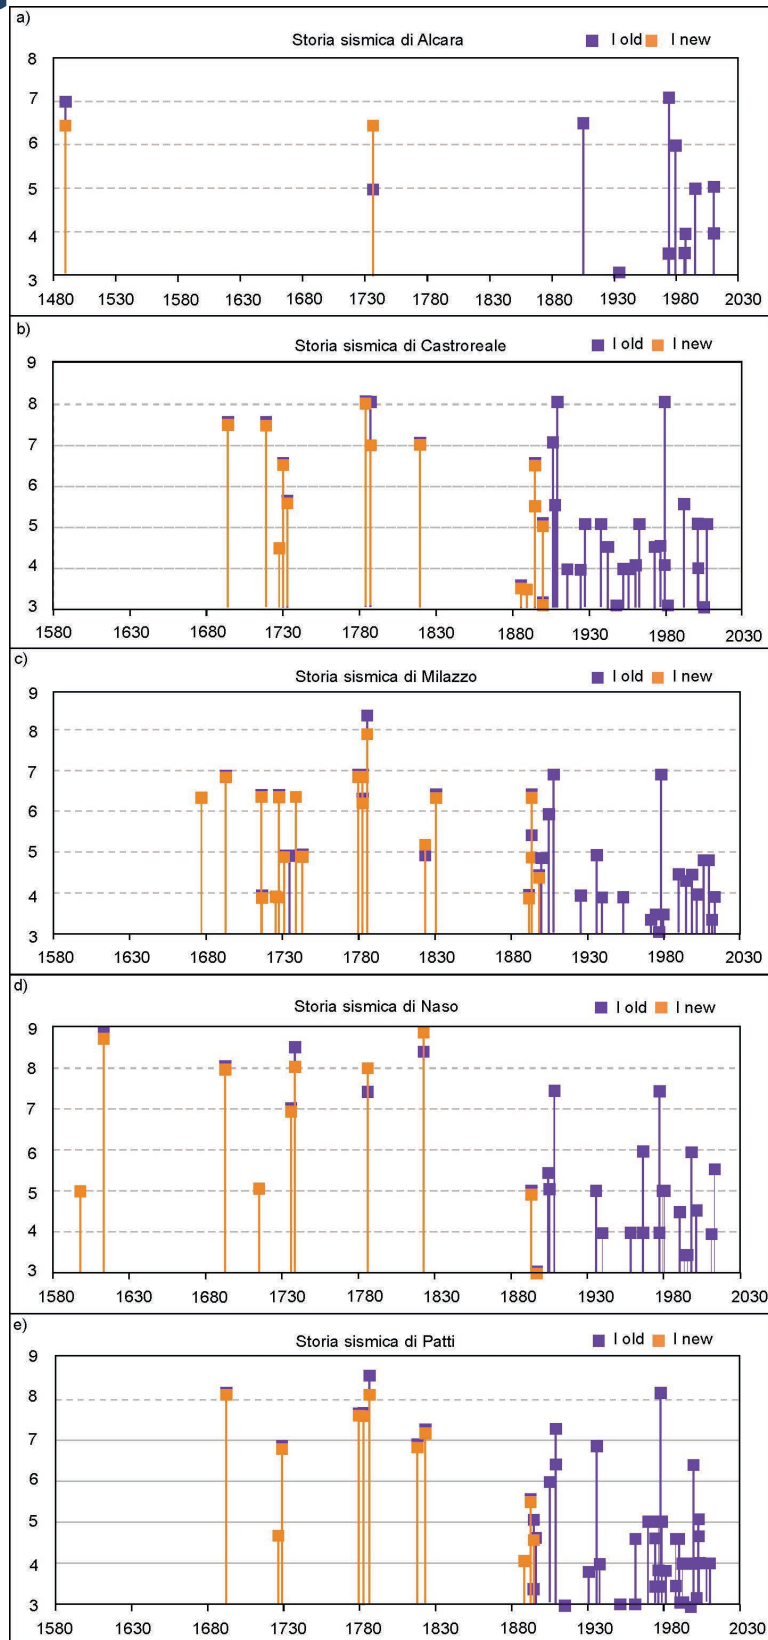 a)
Storia sismica di Alcara
I old
I new
8
7
6
5
4
3
1480 1530 1580 1630 1680 1730 1780 1830 1880 1930 1980 2030
b)
Storia sismica di Castroreale
I old
I new
9
8
7
6
5
4
3
1580 1630 1680 1730 1780 1830 1880 1930 1980 2030
c)
Storia sismica di Milazzo
I old
I new
9
8
7
6
5
4
3
1580 1630 1680 1730 1780 1830 1880 1930 1980 2030
d)
Storia sismica di Naso
I old
I new
9
8
7
6
5
4
3
1580 1630 1680 1730 1780 1830 1880 1930 1980 2030
e)
Storia sismica di Patti
I old
I new
9
8
7
6
5
4
3
1580 1630 1680 1730 1780 1830 1880 1930 1980 2030